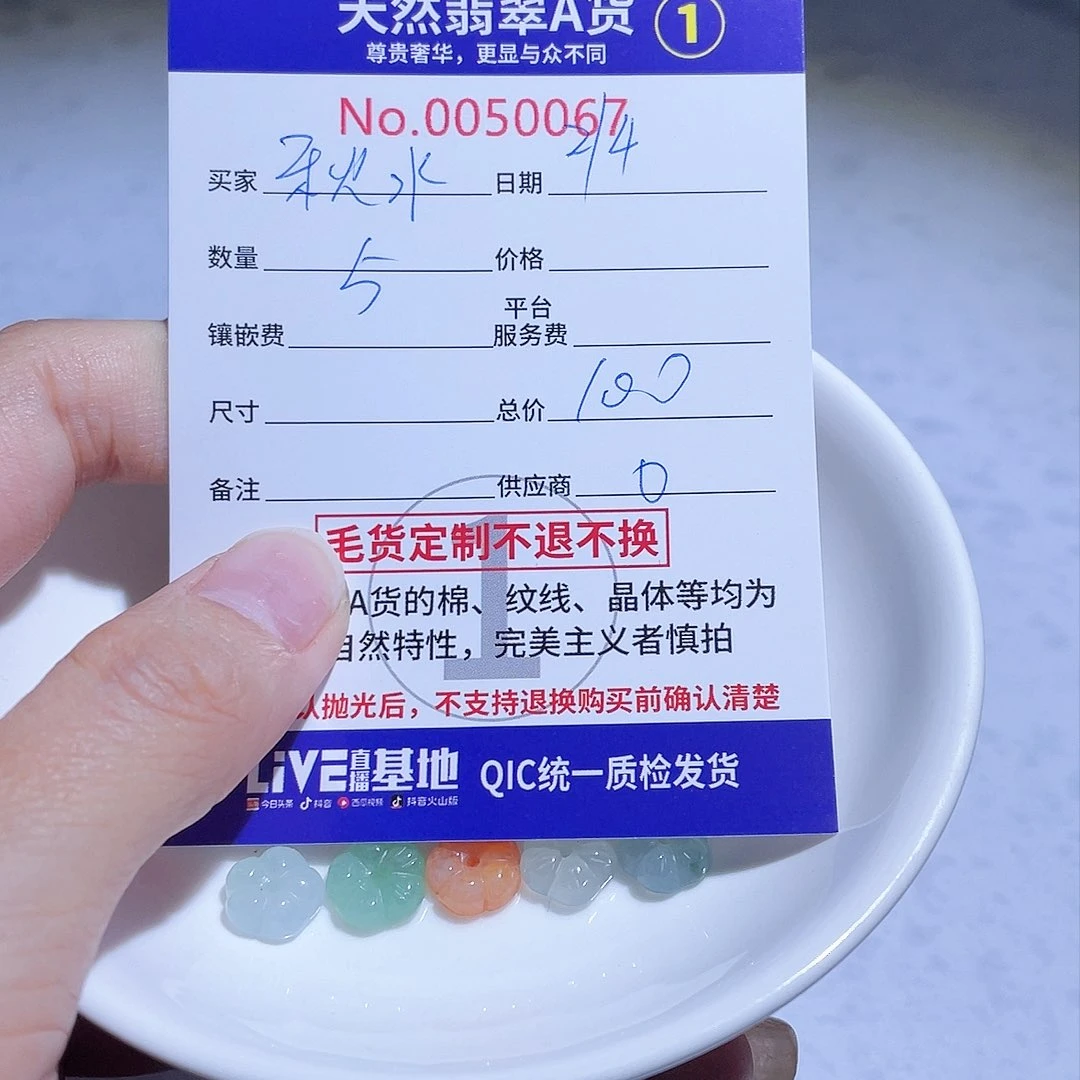 天然翡翠A货 1
尊贵奢华，更显与众不同
No.0050067
买家 秋水 日期 2/4
数量 5 价格
平台
镶嵌费 服务费
尺寸 总价 100
备注 供应商 0
毛货定制不退不换
1
A货的棉、纹线、晶体等均为
自然特性，完美主义者慎拍
认抛光后，不支持退换购买前确认清楚
LiVE直播基地 QIC统一质检发货
今日头条 抖音 西瓜视频 抖音火山版